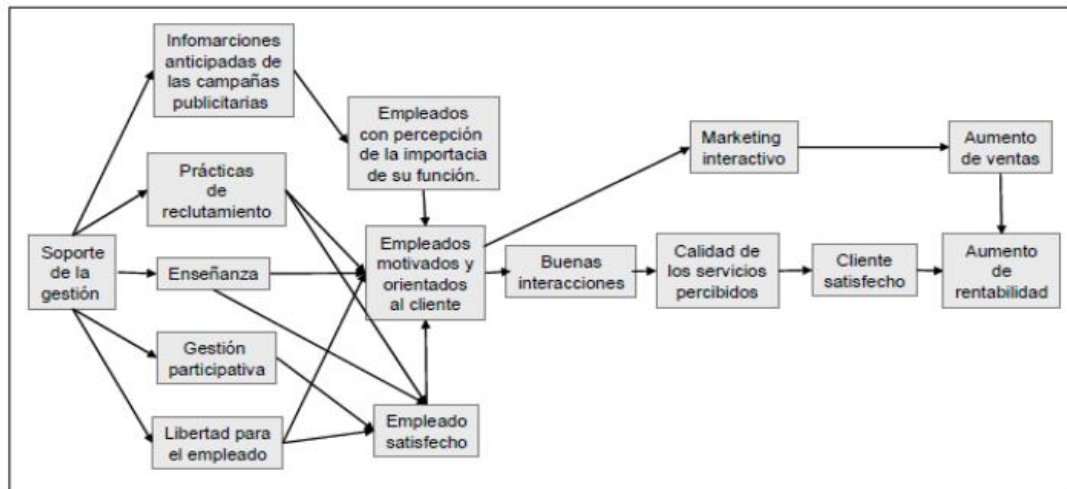 Infomarciones
anticipadas de
las campañas
publicitarias
Empleados
con percepción
de la importacia
de su función.
Marketing
interactivo
Aumento
de ventas
Prácticas
de
reclutamiento
Soporte
de la
gestión
Enseñanza
Empleados
motivados y
orientados
al cliente
Buenas
interacciones
Calidad de
los servicios
percibidos
Cliente
satisfecho
Aumento
de
rentabilidad
Gestión
participativa
Libertad para
el empleado
Empleado
satisfecho